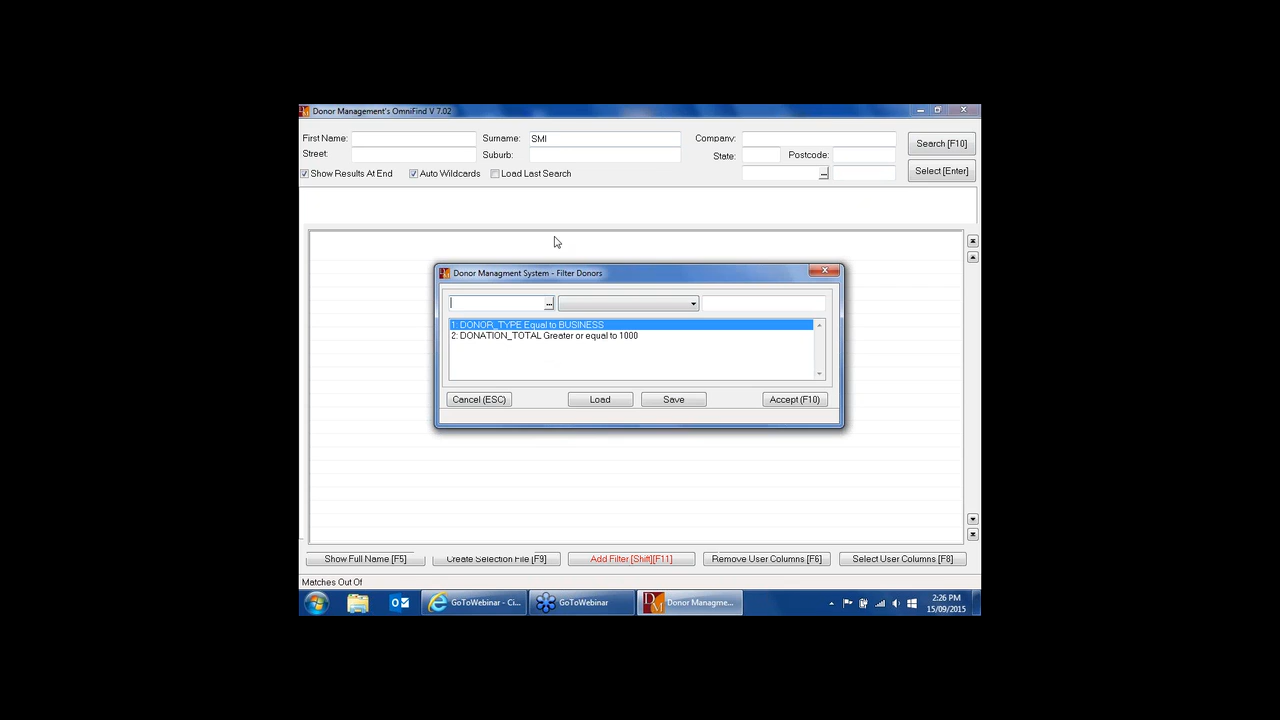 Donor Management's OmniFind V 7.02
First Name: Surname: SMI Company: Search [F10]
Street: Suburb: State: Postcode:
Show Results At End Auto Wildcards Load Last Search ... Select [Enter]
Donor Managment System - Filter Donors
...
1: DONOR_TYPE Equal to BUSINESS
2: DONATION_TOTAL Greater or equal to 1000
Cancel (ESC) Load Save Accept (F10)
Show Full Name [F5] Create Selection File [F9] Add Filter [Shift][F11] Remove User Columns [F6] Select User Columns [F8]
Matches Out Of
GoToWebinar - Ci... GoToWebinar Donor Manageme... 2:26 PM
15/09/2015